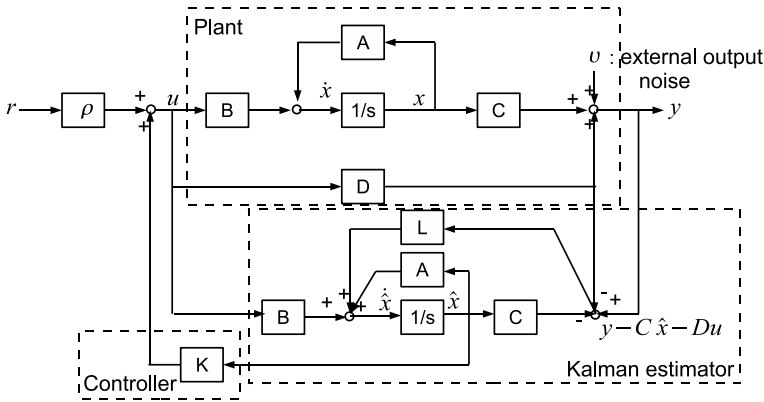 Plant
A
υ : external output
noise
+
+
r
ρ
+
u
B
ẋ
1/s
x
C
+
y
+
+
D
L
A
+
+
+
-
+
B
x̂̇
1/s
x̂
C
-
y−C x̂−Du
K
Controller
Kalman estimator